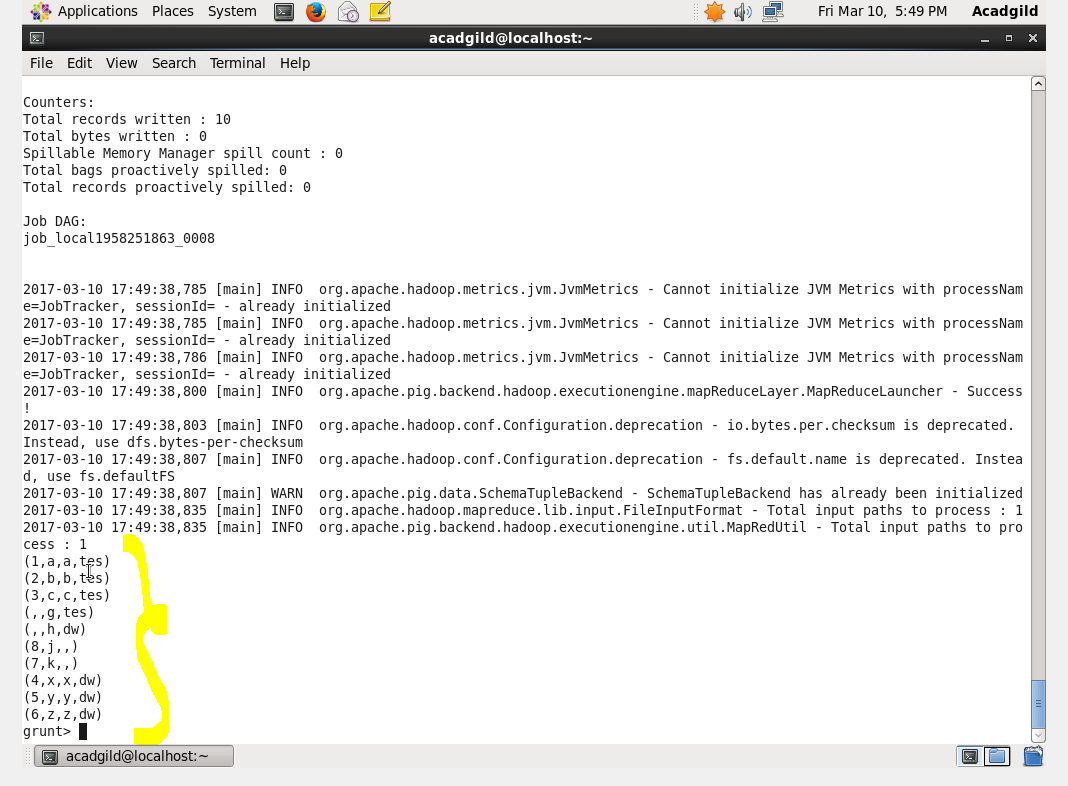 Applications Places System Fri Mar 10, 5:49 PM Acadgild
acadgild@localhost:~
File Edit View Search Terminal Help
Counters:
Total records written : 10
Total bytes written : 0
Spillable Memory Manager spill count : 0
Total bags proactively spilled: 0
Total records proactively spilled: 0
Job DAG:
job_local1958251863_0008
2017-03-10 17:49:38,785 [main] INFO  org.apache.hadoop.metrics.jvm.JvmMetrics - Cannot initialize JVM Metrics with processNam
e=JobTracker, sessionId= - already initialized
2017-03-10 17:49:38,785 [main] INFO  org.apache.hadoop.metrics.jvm.JvmMetrics - Cannot initialize JVM Metrics with processNam
e=JobTracker, sessionId= - already initialized
2017-03-10 17:49:38,786 [main] INFO  org.apache.hadoop.metrics.jvm.JvmMetrics - Cannot initialize JVM Metrics with processNam
e=JobTracker, sessionId= - already initialized
2017-03-10 17:49:38,800 [main] INFO  org.apache.pig.backend.hadoop.executionengine.mapReduceLayer.MapReduceLauncher - Success
!
2017-03-10 17:49:38,803 [main] INFO  org.apache.hadoop.conf.Configuration.deprecation - io.bytes.per.checksum is deprecated.
Instead, use dfs.bytes-per-checksum
2017-03-10 17:49:38,807 [main] INFO  org.apache.hadoop.conf.Configuration.deprecation - fs.default.name is deprecated. Instea
d, use fs.defaultFS
2017-03-10 17:49:38,807 [main] WARN  org.apache.pig.data.SchemaTupleBackend - SchemaTupleBackend has already been initialized
2017-03-10 17:49:38,835 [main] INFO  org.apache.hadoop.mapreduce.lib.input.FileInputFormat - Total input paths to process : 1
2017-03-10 17:49:38,835 [main] INFO  org.apache.pig.backend.hadoop.executionengine.util.MapRedUtil - Total input paths to pro
cess : 1
(1,a,a,tes)
(2,b,b,tes)
(3,c,c,tes)
(,,g,tes)
(,,h,dw)
(8,j,,)
(7,k,,)
(4,x,x,dw)
(5,y,y,dw)
(6,z,z,dw)
grunt>
acadgild@localhost:~